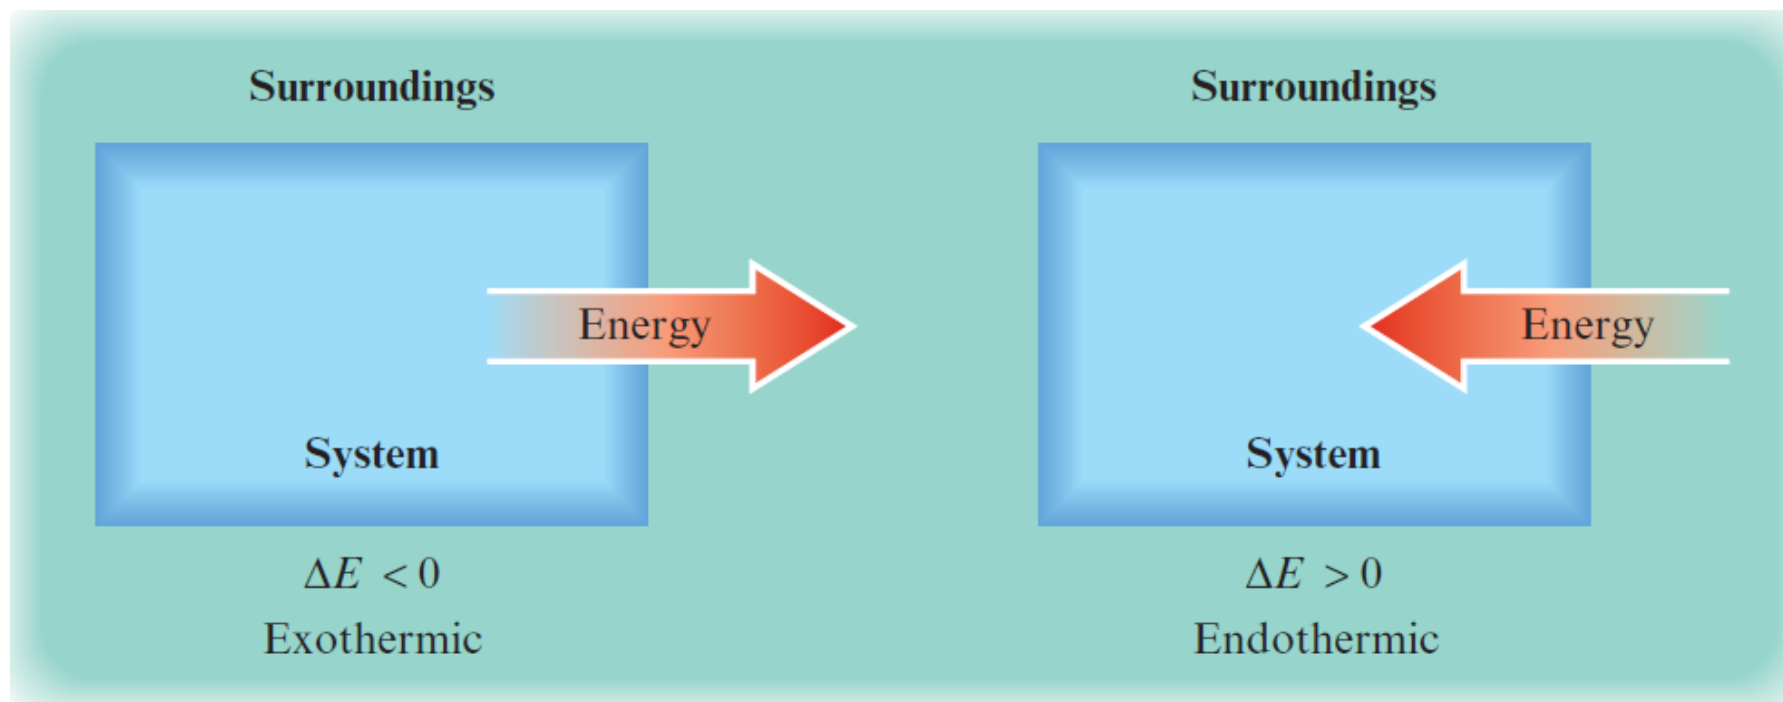 Surroundings
Energy
System
ΔE < 0
Exothermic
Surroundings
Energy
System
ΔE > 0
Endothermic